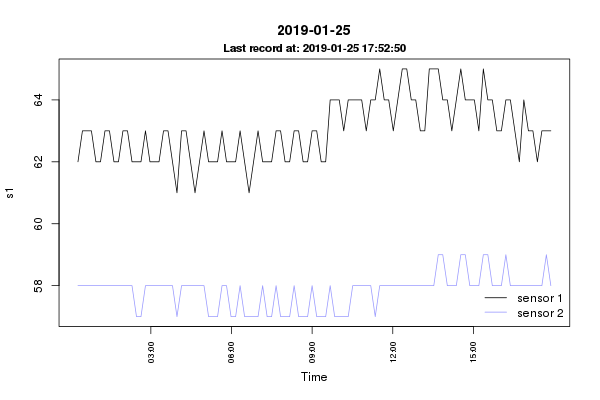 2019-01-25
Last record at: 2019-01-25 17:52:50
s1
64
62
60
58
sensor 1
sensor 2
03:00 06:00 09:00 12:00 15:00
Time